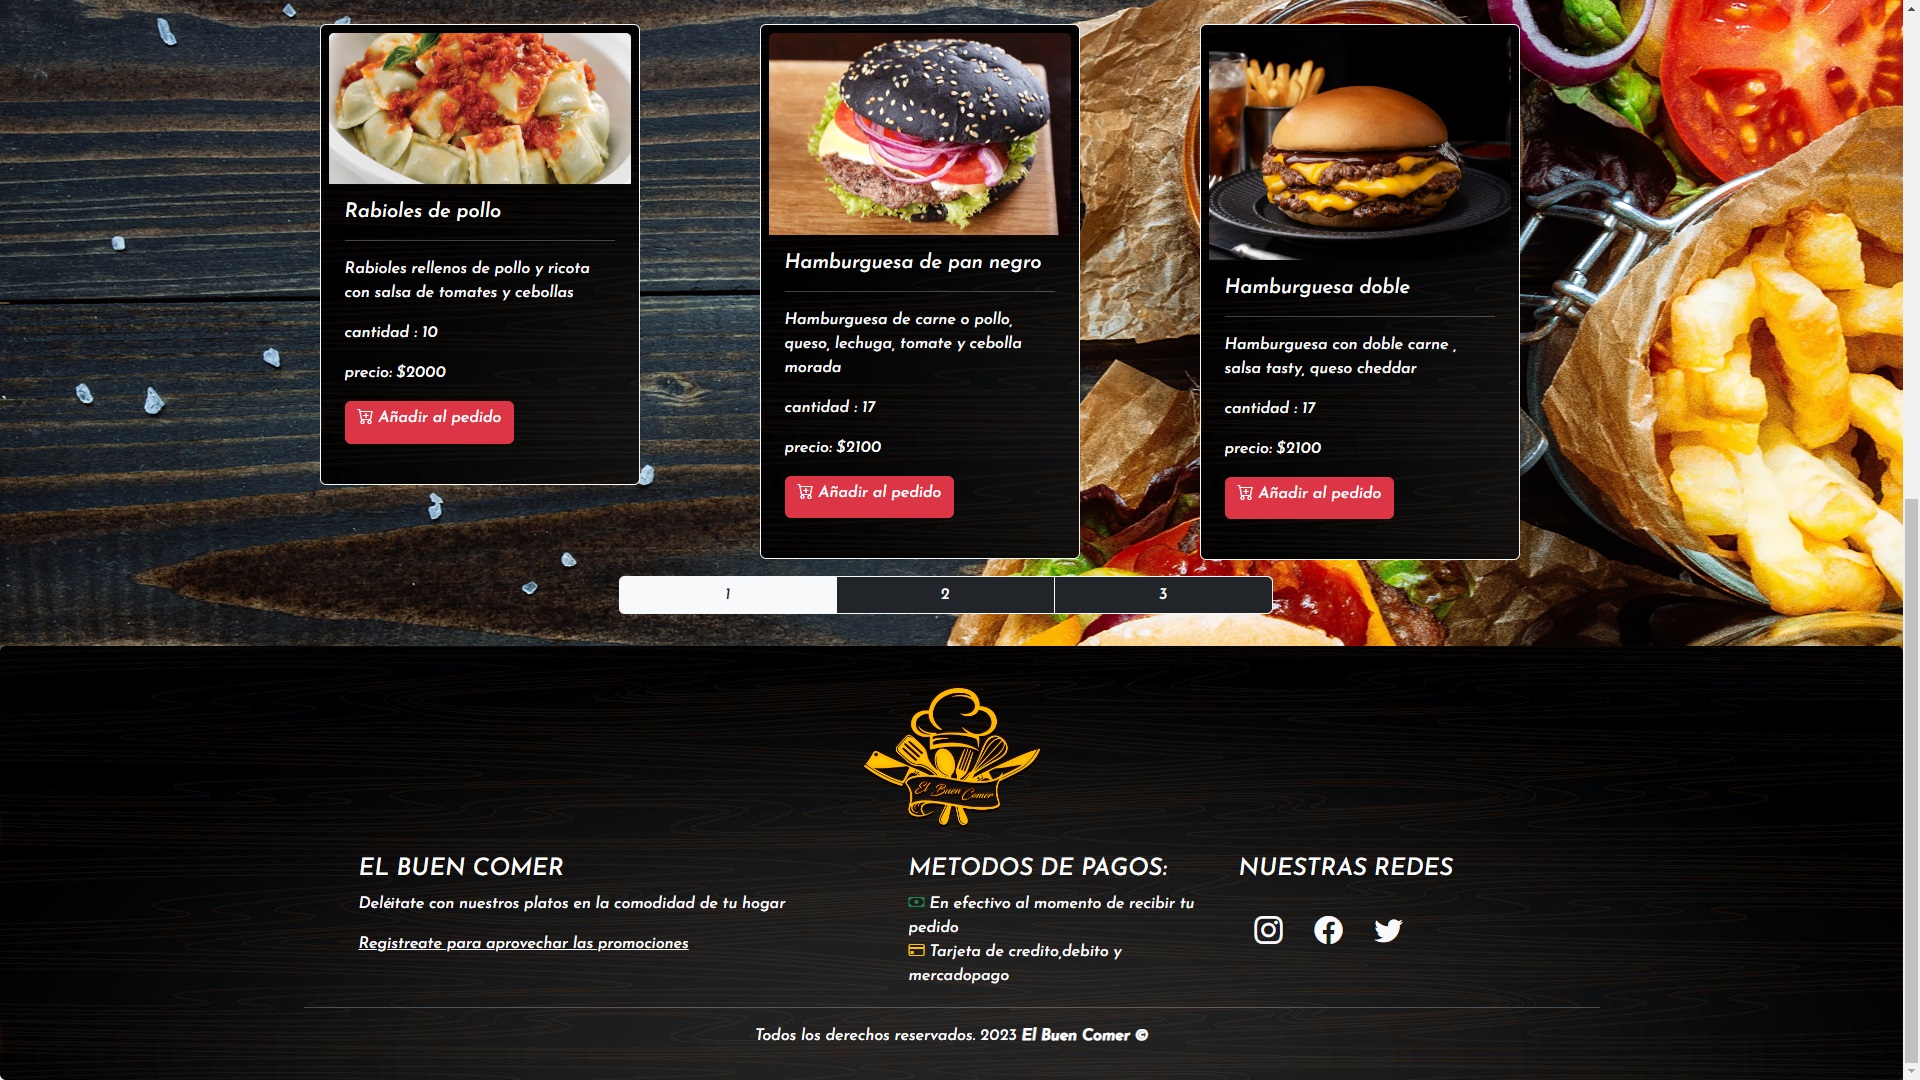 Rabioles de pollo
Rabioles rellenos de pollo y ricota
con salsa de tomates y cebollas
cantidad : 10
precio: $2000
Añadir al pedido
Hamburguesa de pan negro
Hamburguesa de carne o pollo,
queso, lechuga, tomate y cebolla
morada
cantidad : 17
precio: $2100
Añadir al pedido
Hamburguesa doble
Hamburguesa con doble carne ,
salsa tasty, queso cheddar
cantidad : 17
precio: $2100
Añadir al pedido
1
2
3
El Buen Comer
EL BUEN COMER
Deléitate con nuestros platos en la comodidad de tu hogar
Registreate para aprovechar las promociones
METODOS DE PAGOS:
En efectivo al momento de recibir tu
pedido
Tarjeta de credito,debito y
mercadopago
NUESTRAS REDES
Todos los derechos reservados. 2023 El Buen Comer ©